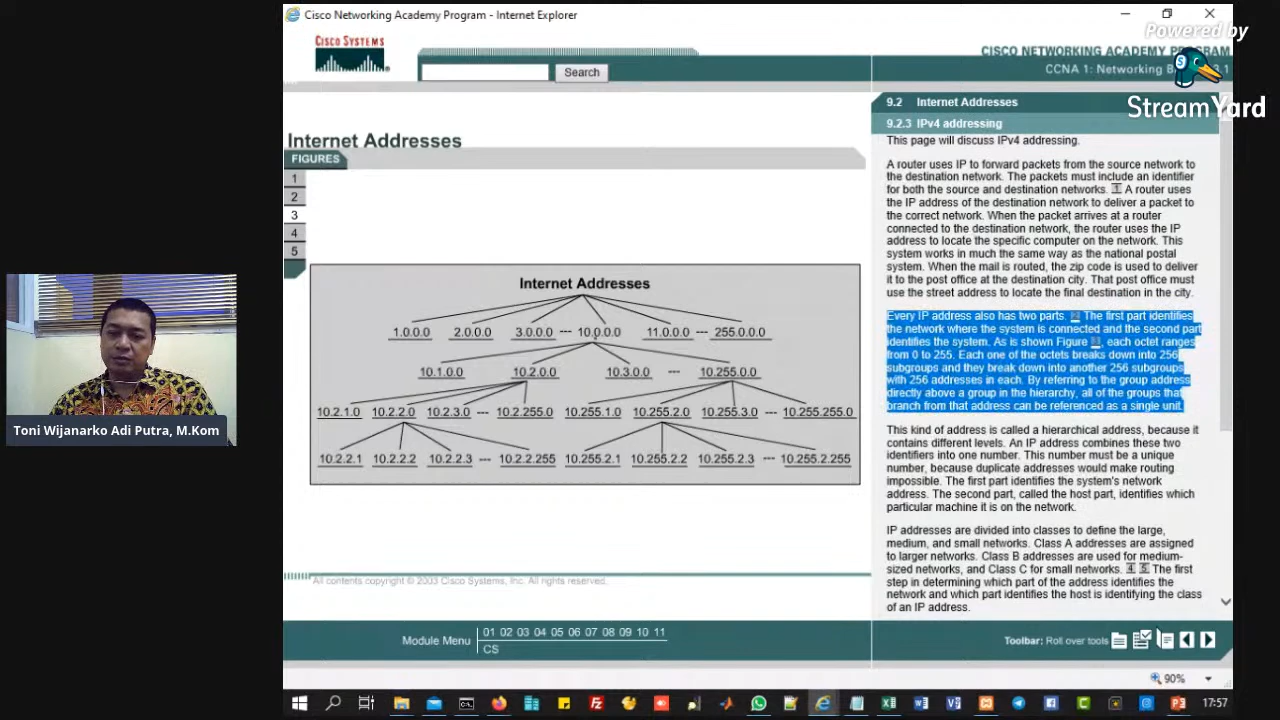 Cisco Networking Academy Program - Internet Explorer
Powered by
StreamYard
CISCO SYSTEMS
Search
CISCO NETWORKING ACADEMY PROGRAM
CCNA 1: Networking B
3.1
Internet Addresses
FIGURES
1
2
3
4
5
Internet Addresses
1.0.0.0 2.0.0.0 3.0.0.0 --- 10.0.0.0 11.0.0.0 --- 255.0.0.0
10.1.0.0 10.2.0.0 10.3.0.0 --- 10.255.0.0
10.2.1.0 10.2.2.0 10.2.3.0 --- 10.2.255.0 10.255.1.0 10.255.2.0 10.255.3.0 --- 10.255.255.0
10.2.2.1 10.2.2.2 10.2.2.3 --- 10.2.2.255 10.255.2.1 10.255.2.2 10.255.2.3 --- 10.255.2.255
All contents copyright © 2003 Cisco Systems, Inc. All rights reserved.
9.2 Internet Addresses
9.2.3 IPv4 addressing
This page will discuss IPv4 addressing.
A router uses IP to forward packets from the source network to
the destination network. The packets must include an identifier
for both the source and destination networks. 1 A router uses
the IP address of the destination network to deliver a packet to
the correct network. When the packet arrives at a router
connected to the destination network, the router uses the IP
address to locate the specific computer on the network. This
system works in much the same way as the national postal
system. When the mail is routed, the zip code is used to deliver
it to the post office at the destination city. That post office must
use the street address to locate the final destination in the city.
Every IP address also has two parts. 2 The first part identifies
the network where the system is connected and the second part
identifies the system. As is shown Figure 3, each octet ranges
from 0 to 255. Each one of the octets breaks down into 256
subgroups and they break down into another 256 subgroups
with 256 addresses in each. By referring to the group address
directly above a group in the hierarchy, all of the groups that
branch from that address can be referenced as a single unit.
This kind of address is called a hierarchical address, because it
contains different levels. An IP address combines these two
identifiers into one number. This number must be a unique
number, because duplicate addresses would make routing
impossible. The first part identifies the system's network
address. The second part, called the host part, identifies which
particular machine it is on the network.
IP addresses are divided into classes to define the large,
medium, and small networks. Class A addresses are assigned
to larger networks. Class B addresses are used for medium-
sized networks, and Class C for small networks. 4 5 The first
step in determining which part of the address identifies the
network and which part identifies the host is identifying the class
of an IP address.
Toni Wijanarko Adi Putra, M.Kom
Module Menu
01 02 03 04 05 06 07 08 09 10 11
CS
Toolbar: Roll over tools
90%
17:57